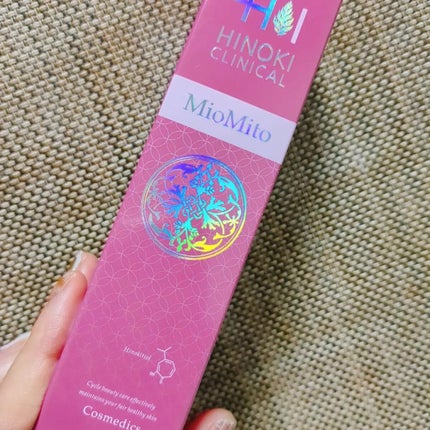 HINOKI
CLINICAL
MioMito
Hinokitiol
Cycle beauty care effectively
maintains your fair healthy skin
Cosmedics